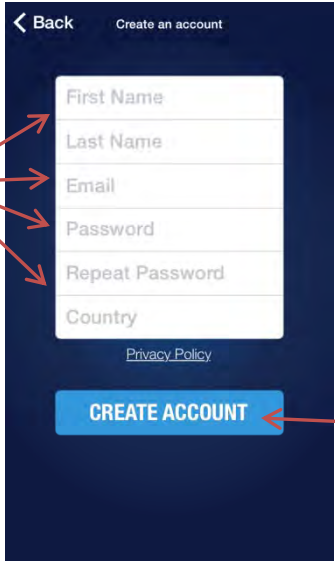 Back Create an account
First Name
Last Name
Email
Password
Repeat Password
Country
Privacy Policy
CREATE ACCOUNT